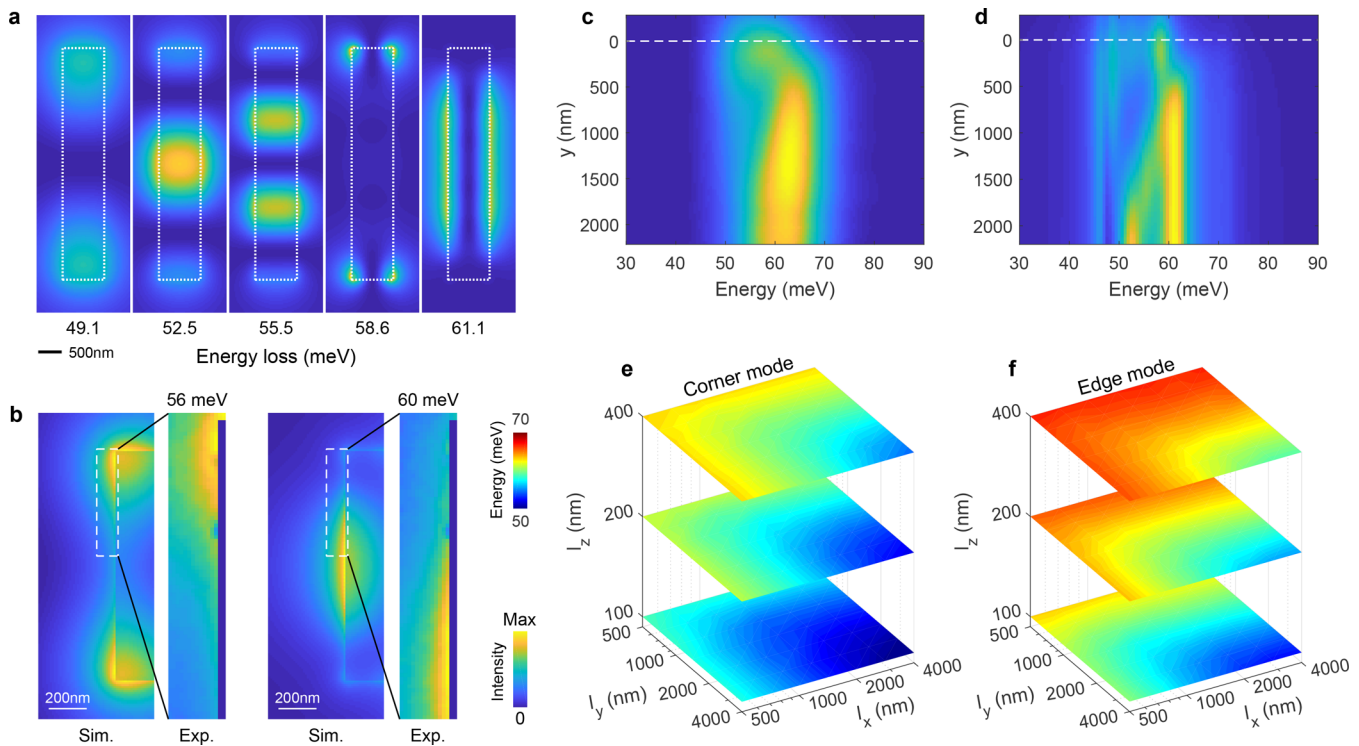 a
49.1 52.5 55.5 58.6 61.1
500nm
Energy loss (meV)
b
56 meV
60 meV
200nm
200nm
Sim. Exp. Sim. Exp.
70
Energy (meV)
50
Max
Intensity
0
c
0
500
1000
1500
2000
y (nm)
30 40 50 60 70 80 90
Energy (meV)
d
0
500
1000
1500
2000
y (nm)
30 40 50 60 70 80 90
Energy (meV)
e
Corner mode
400
200
100
l_z (nm)
500
1000
2000
4000
l_y (nm)
500
1000
2000
4000
l_x (nm)
f
Edge mode
400
200
100
l_z (nm)
500
1000
2000
4000
l_y (nm)
500
1000
2000
4000
l_x (nm)